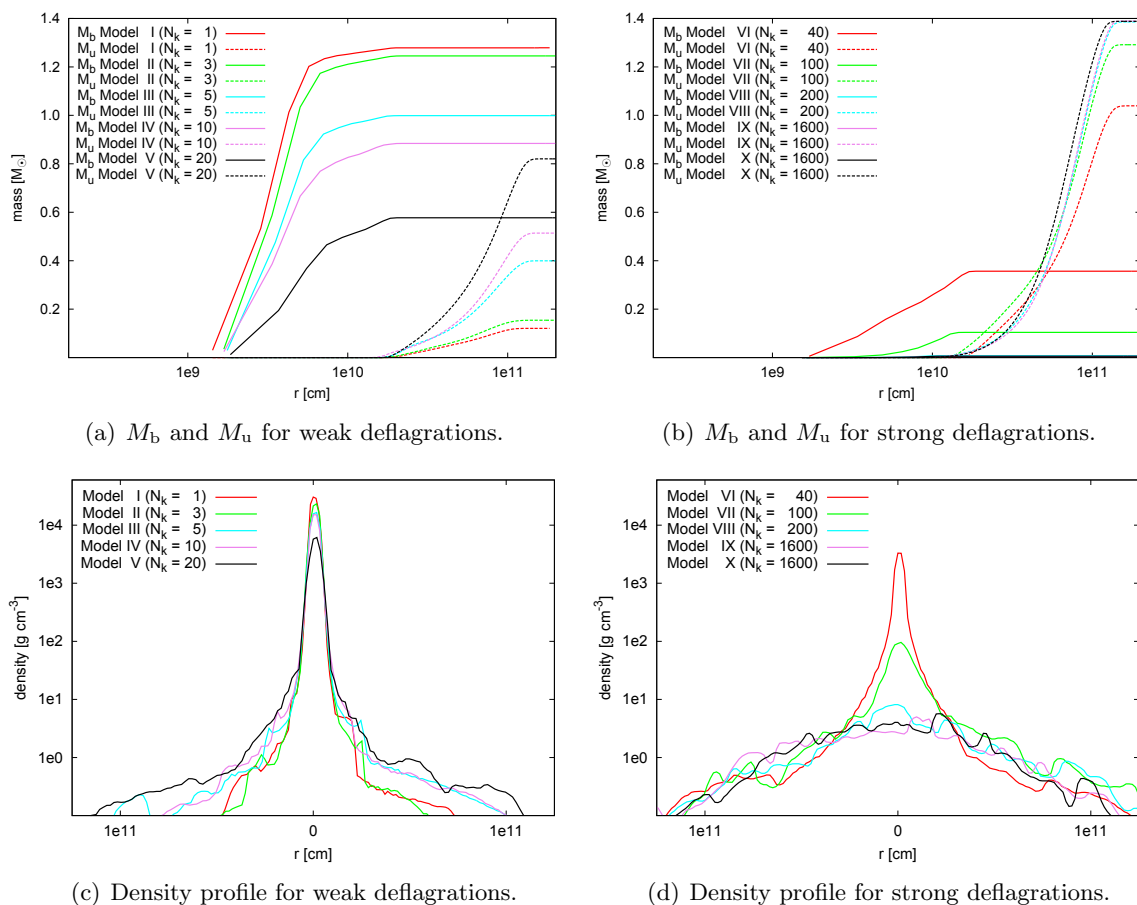 1.4
1.2
1.0
0.8
0.6
0.4
0.2
mass [M☉]
M_b Model I (N_k = 1)
M_u Model I (N_k = 1)
M_b Model II (N_k = 3)
M_u Model II (N_k = 3)
M_b Model III (N_k = 5)
M_u Model III (N_k = 5)
M_b Model IV (N_k = 10)
M_u Model IV (N_k = 10)
M_b Model V (N_k = 20)
M_u Model V (N_k = 20)
1e9 1e10 1e11
r [cm]
(a) M_b and M_u for weak deflagrations.
1.4
1.2
1.0
0.8
0.6
0.4
0.2
mass [M☉]
M_b Model VI (N_k = 40)
M_u Model VI (N_k = 40)
M_b Model VII (N_k = 100)
M_u Model VII (N_k = 100)
M_b Model VIII (N_k = 200)
M_u Model VIII (N_k = 200)
M_b Model IX (N_k = 1600)
M_u Model IX (N_k = 1600)
M_b Model X (N_k = 1600)
M_u Model X (N_k = 1600)
1e9 1e10 1e11
r [cm]
(b) M_b and M_u for strong deflagrations.
1e4
1e3
1e2
1e1
1e0
density [g cm⁻³]
Model I (N_k = 1)
Model II (N_k = 3)
Model III (N_k = 5)
Model IV (N_k = 10)
Model V (N_k = 20)
1e11 0 1e11
r [cm]
(c) Density profile for weak deflagrations.
1e4
1e3
1e2
1e1
1e0
density [g cm⁻³]
Model VI (N_k = 40)
Model VII (N_k = 100)
Model VIII (N_k = 200)
Model IX (N_k = 1600)
Model X (N_k = 1600)
1e11 0 1e11
r [cm]
(d) Density profile for strong deflagrations.